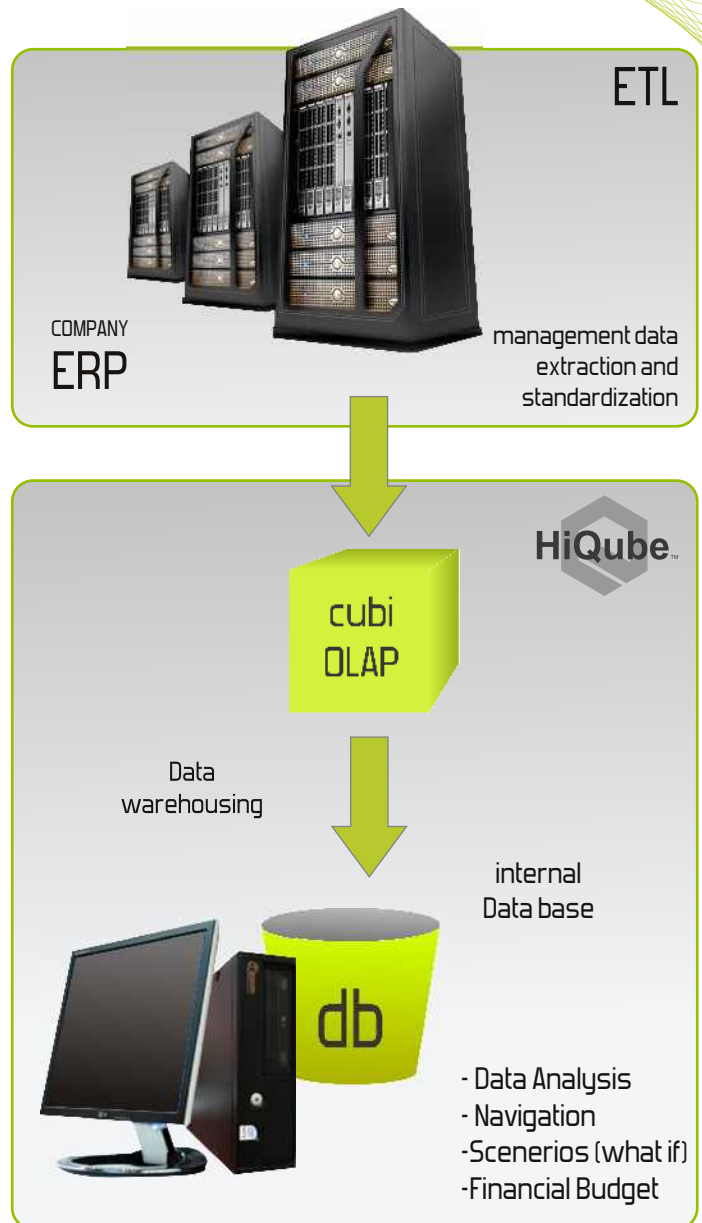 ETL
COMPANY
ERP
management data
extraction and
standardization
HiQube™
cubi
OLAP
Data
warehousing
internal
Data base
db
- Data Analysis
- Navigation
-Scenerios (what if)
-Financial Budget